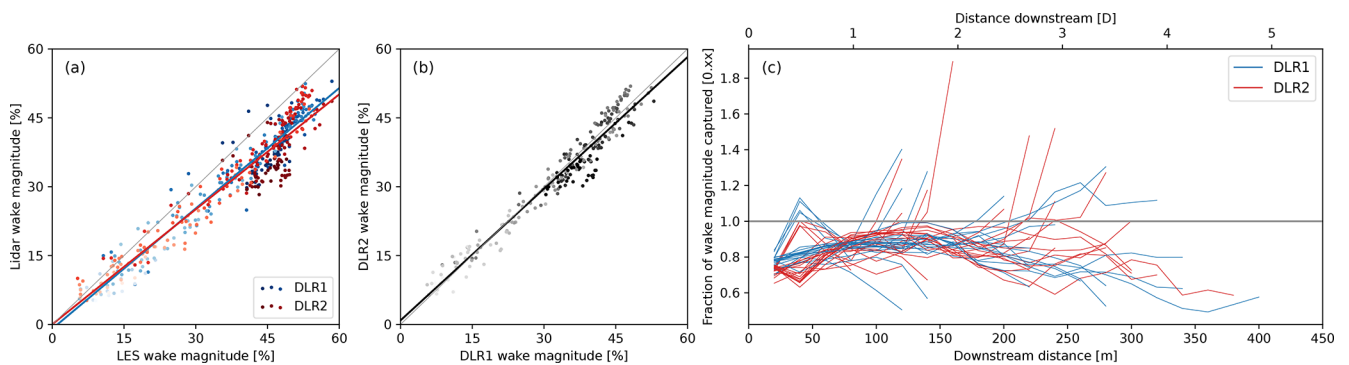 (a)
60
45
30
15
0
0 15 30 45 60
Lidar wake magnitude [%]
LES wake magnitude [%]
DLR1
DLR2
(b)
60
45
30
15
0
0 15 30 45 60
DLR2 wake magnitude [%]
DLR1 wake magnitude [%]
Distance downstream [D]
0 1 2 3 4 5
(c)
DLR1
DLR2
1.8
1.6
1.4
1.2
1.0
0.8
0.6
Fraction of wake magnitude captured [0.xx]
0 50 100 150 200 250 300 350 400 450
Downstream distance [m]